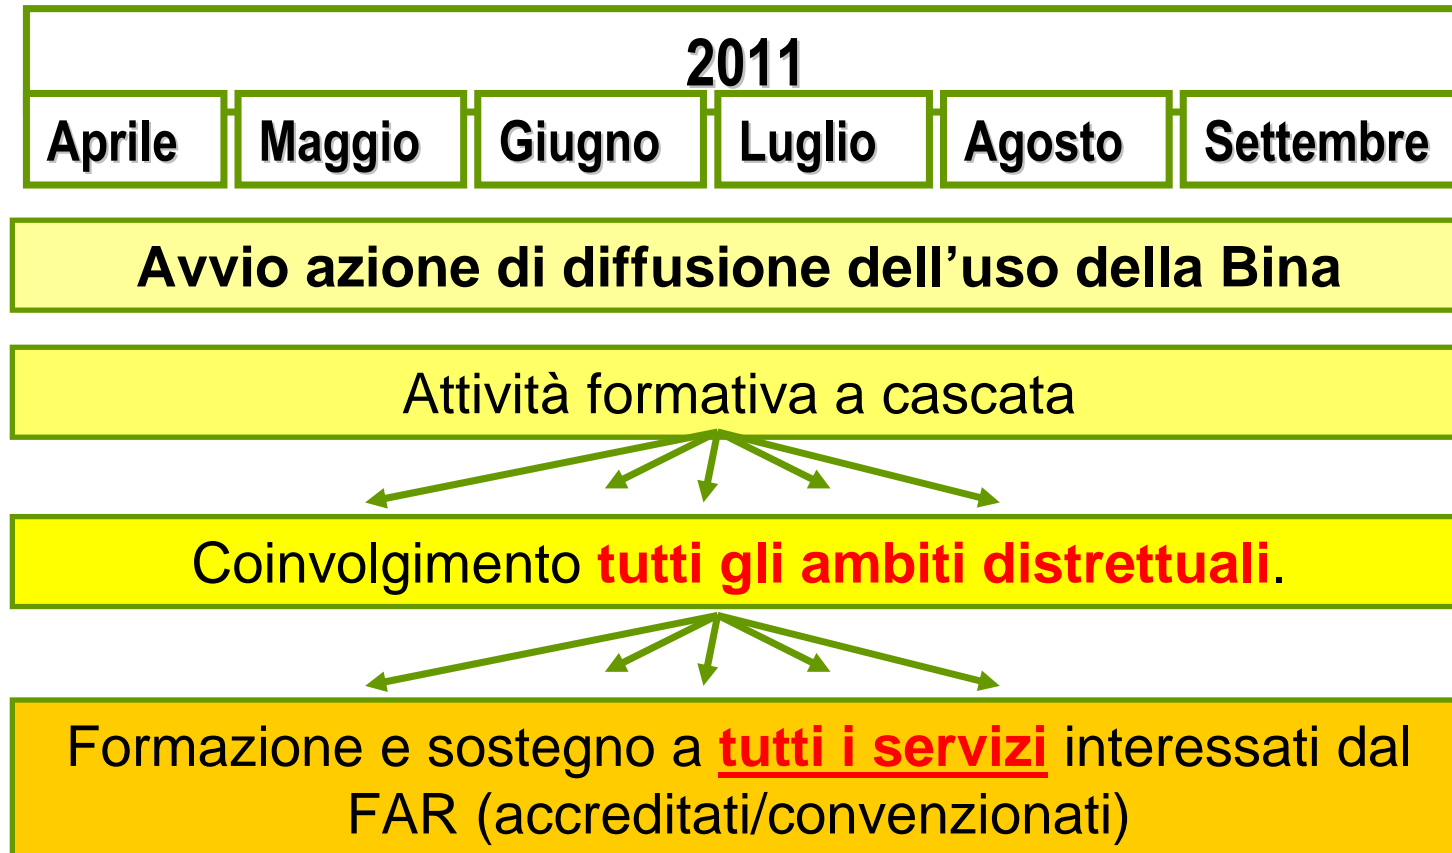 2011
Aprile Maggio Giugno Luglio Agosto Settembre
Avvio azione di diffusione dell’uso della Bina
Attività formativa a cascata
Coinvolgimento tutti gli ambiti distrettuali.
Formazione e sostegno a tutti i servizi interessati dal
FAR (accreditati/convenzionati)